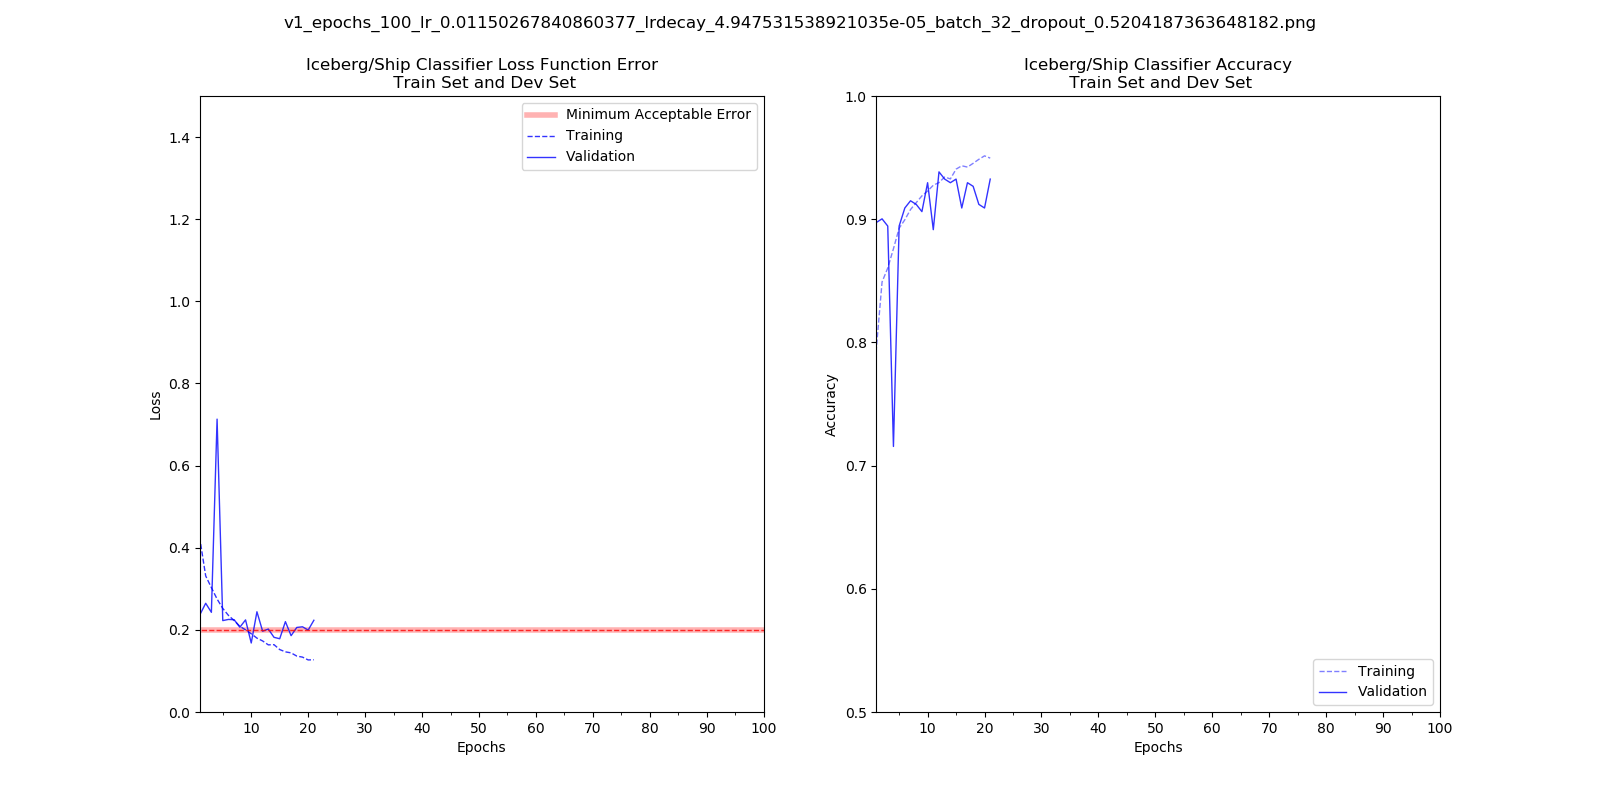 v1_epochs_100_lr_0.01150267840860377_lrdecay_4.947531538921035e-05_batch_32_dropout_0.5204187363648182.png
Iceberg/Ship Classifier Loss Function Error
Train Set and Dev Set
Minimum Acceptable Error
Training
Validation
1.4
1.2
1.0
0.8
0.6
0.4
0.2
0.0
Loss
10 20 30 40 50 60 70 80 90 100
Epochs
Iceberg/Ship Classifier Accuracy
Train Set and Dev Set
1.0
0.9
0.8
0.7
0.6
0.5
Accuracy
Training
Validation
10 20 30 40 50 60 70 80 90 100
Epochs